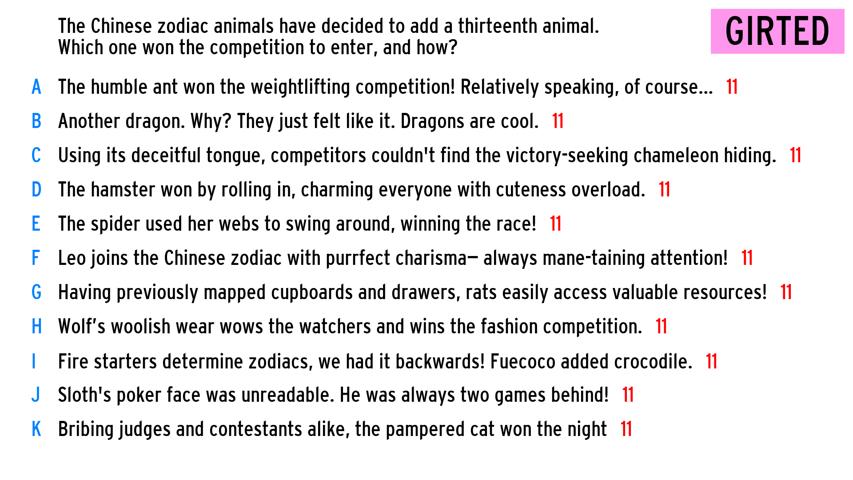 The Chinese zodiac animals have decided to add a thirteenth animal.
Which one won the competition to enter, and how?
GIRTED
A The humble ant won the weightlifting competition! Relatively speaking, of course... 11
B Another dragon. Why? They just felt like it. Dragons are cool. 11
C Using its deceitful tongue, competitors couldn't find the victory-seeking chameleon hiding. 11
D The hamster won by rolling in, charming everyone with cuteness overload. 11
E The spider used her webs to swing around, winning the race! 11
F Leo joins the Chinese zodiac with purrfect charisma— always mane-taining attention! 11
G Having previously mapped cupboards and drawers, rats easily access valuable resources! 11
H Wolf’s woolish wear wows the watchers and wins the fashion competition. 11
I Fire starters determine zodiacs, we had it backwards! Fuecoco added crocodile. 11
J Sloth's poker face was unreadable. He was always two games behind! 11
K Bribing judges and contestants alike, the pampered cat won the night 11